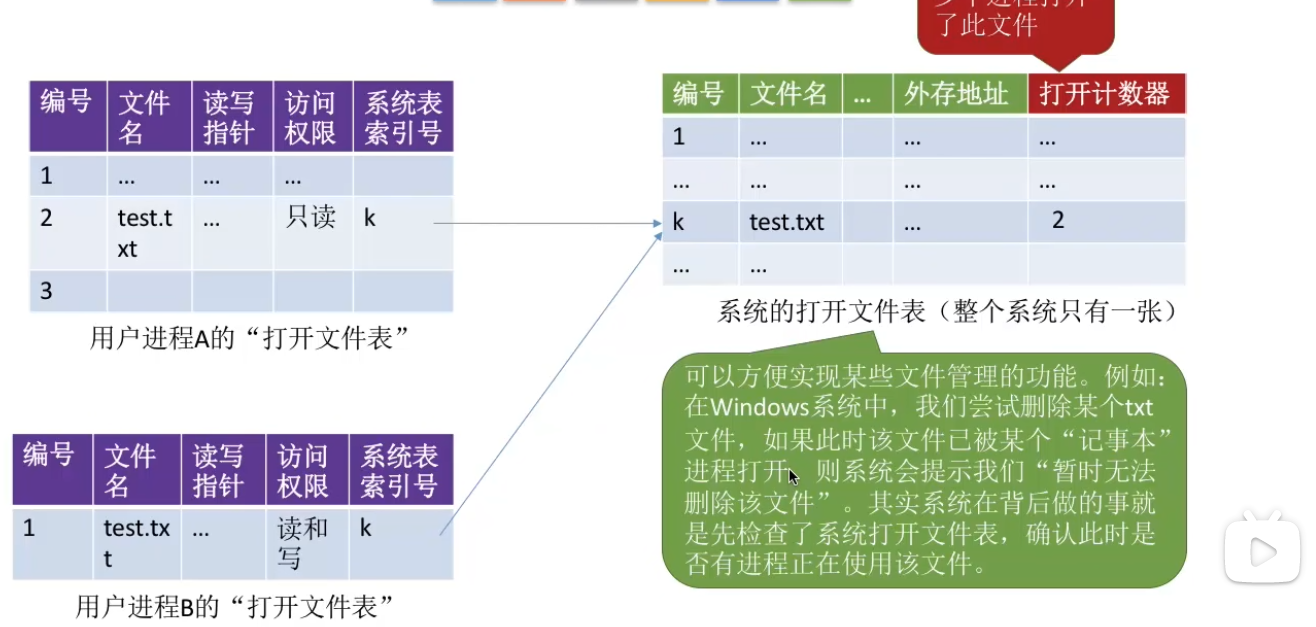 了此文件
编号 文件名 读写指针 访问权限 系统表索引号
1 ... ... ...
2 test.txt ... 只读 k
3
用户进程A的“打开文件表”
编号 文件名 ... 外存地址 打开计数器
1 ... ... ...
... ... ... ...
k test.txt ... 2
... ...
系统的打开文件表（整个系统只有一张）
可以方便实现某些文件管理的功能。例如：
在Windows系统中，我们尝试删除某个txt
文件，如果此时该文件已被某个“记事本”
进程打开，则系统会提示我们“暂时无法
删除该文件”。其实系统在背后做的事就
是先检查了系统打开文件表，确认此时是
否有进程正在使用该文件。
编号 文件名 读写指针 访问权限 系统表索引号
1 test.txt ... 读和写 k
用户进程B的“打开文件表”